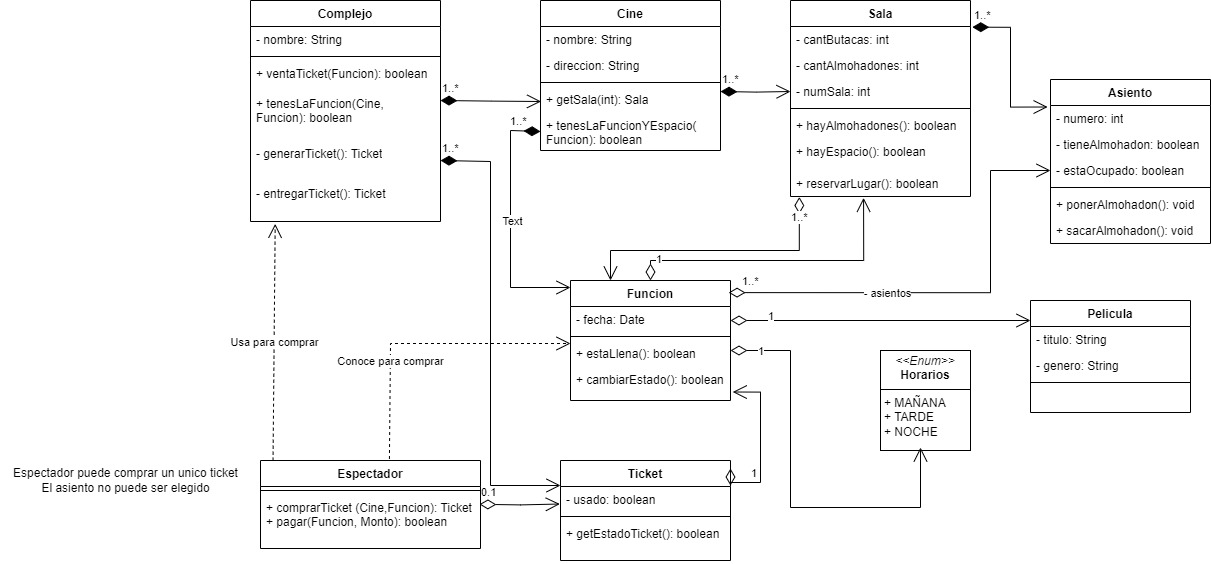 Complejo
- nombre: String
+ ventaTicket(Funcion): boolean
+ tenesLaFuncion(Cine,
Funcion): boolean
- generarTicket(): Ticket
- entregarTicket(): Ticket
1..*
1..*
Cine
- nombre: String
- direccion: String
+ getSala(int): Sala
+ tenesLaFuncionYEspacio(
Funcion): boolean
1..*
1..*
Text
Sala
- cantButacas: int
- cantAlmohadones: int
- numSala: int
+ hayAlmohadones(): boolean
+ hayEspacio(): boolean
+ reservarLugar(): boolean
1..*
1..*
Asiento
- numero: int
- tieneAlmohadon: boolean
- estaOcupado: boolean
+ ponerAlmohadon(): void
+ sacarAlmohadon(): void
1
Funcion
- fecha: Date
+ estaLlena(): boolean
+ cambiarEstado(): boolean
1..*
- asientos
1
1
Pelicula
- titulo: String
- genero: String
<<Enum>>
Horarios
+ MAÑANA
+ TARDE
+ NOCHE
Usa para comprar
Conoce para comprar
Espectador puede comprar un unico ticket
El asiento no puede ser elegido
Espectador
+ comprarTicket (Cine,Funcion): Ticket
+ pagar(Funcion, Monto): boolean
0.1
Ticket
- usado: boolean
+ getEstadoTicket(): boolean
1